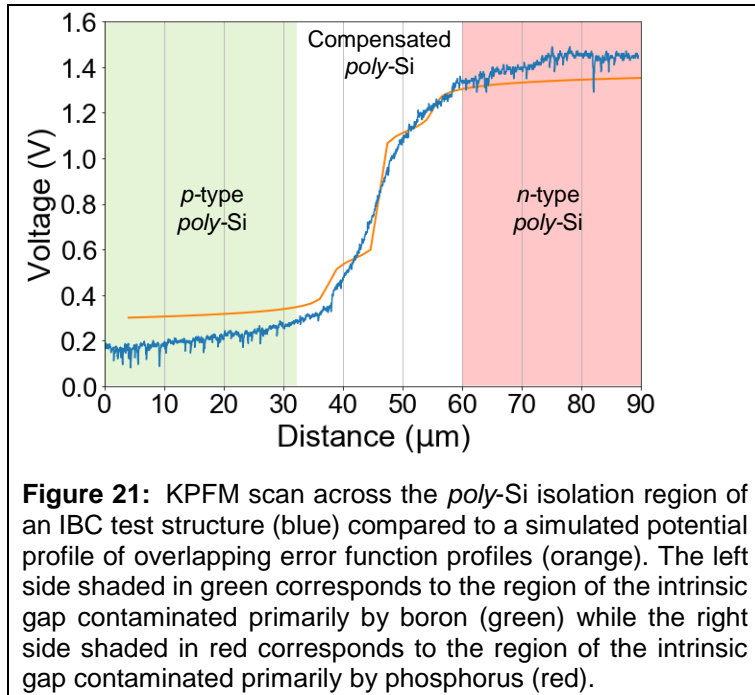 1.6
1.4
1.2
1.0
0.8
0.6
0.4
0.2
0.0
Voltage (V)
Compensated
poly-Si
p-type
poly-Si
n-type
poly-Si
0 10 20 30 40 50 60 70 80 90
Distance (μm)
Figure 21: KPFM scan across the poly-Si isolation region of
an IBC test structure (blue) compared to a simulated potential
profile of overlapping error function profiles (orange). The left
side shaded in green corresponds to the region of the intrinsic
gap contaminated primarily by boron (green) while the right
side shaded in red corresponds to the region of the intrinsic
gap contaminated primarily by phosphorus (red).